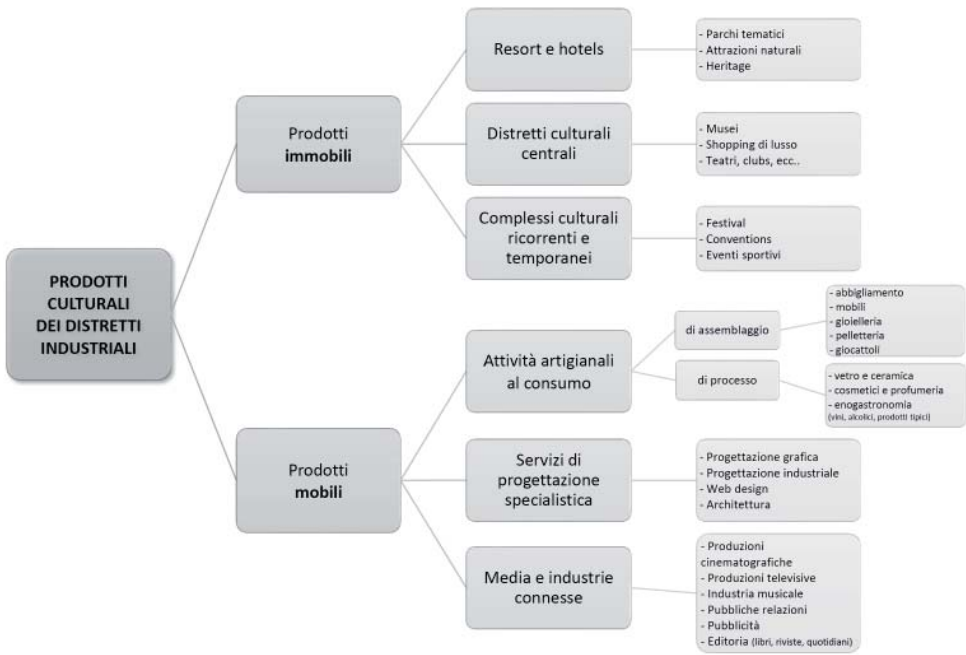 PRODOTTI
CULTURALI
DEI DISTRETTI
INDUSTRIALI
Prodotti
immobili
Resort e hotels
- Parchi tematici
- Attrazioni naturali
- Heritage
Distretti culturali
centrali
- Musei
- Shopping di lusso
- Teatri, clubs, ecc..
Complessi culturali
ricorrenti e
temporanei
- Festival
- Conventions
- Eventi sportivi
Prodotti
mobili
Attività artigianali
al consumo
di assemblaggio
- abbigliamento
- mobili
- gioielleria
- pelletteria
- giocattoli
di processo
- vetro e ceramica
- cosmetici e profumeria
- enogastronomia
(vini, alcolici, prodotti tipici)
Servizi di
progettazione
specialistica
- Progettazione grafica
- Progettazione industriale
- Web design
- Architettura
Media e industrie
connesse
- Produzioni
cinematografiche
- Produzioni televisive
- Industria musicale
- Pubbliche relazioni
- Pubblicità
- Editoria (libri, riviste, quotidiani)